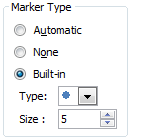 Marker Type
Automatic
None
Built-in
Type:
Size : 5